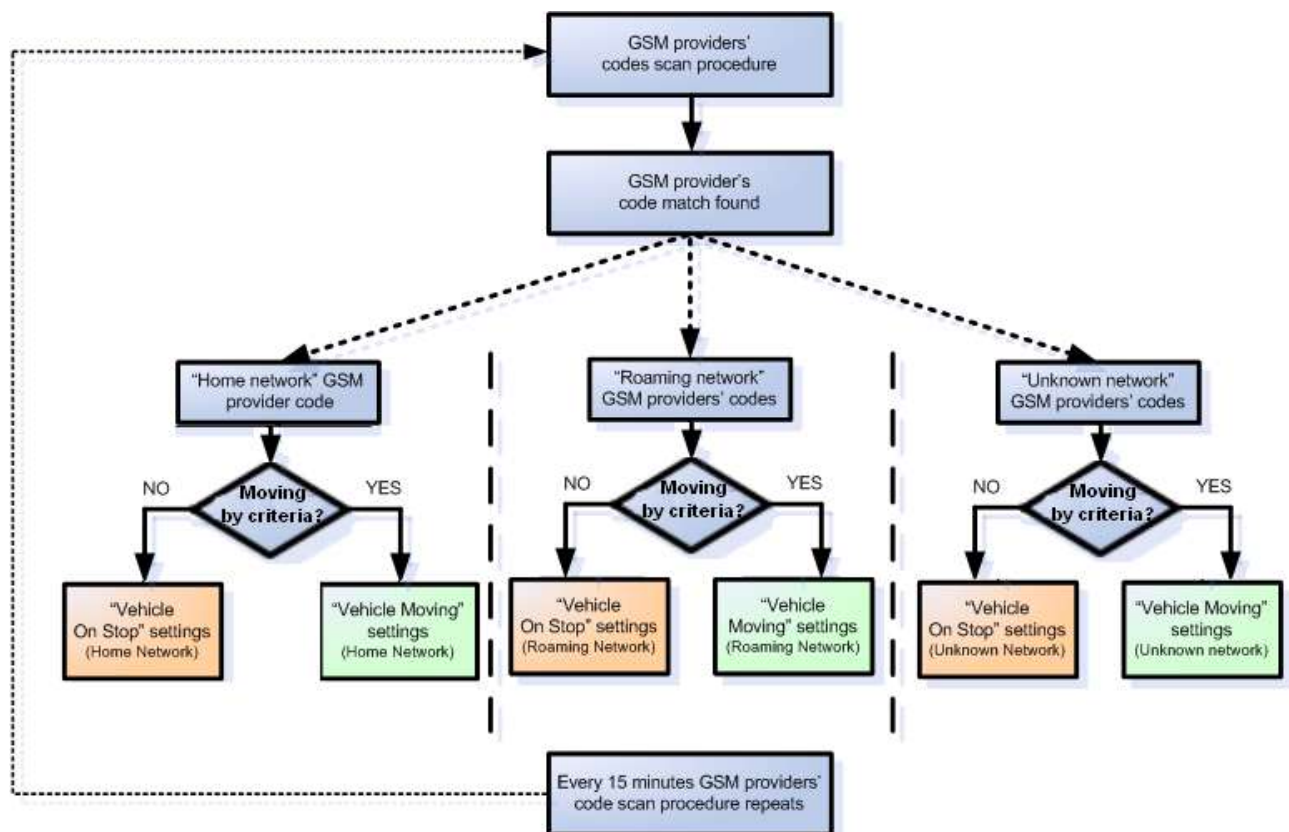 GSM providers'
codes scan procedure
GSM provider's
code match found
"Home network" GSM
provider code
"Roaming network"
GSM providers' codes
"Unknown network"
GSM providers' codes
NO
Moving
by criteria?
YES
NO
Moving
by criteria?
YES
NO
Moving
by criteria?
YES
"Vehicle
On Stop" settings
(Home Network)
"Vehicle Moving"
settings
(Home Network)
"Vehicle
On Stop" settings
(Roaming Network)
"Vehicle
Moving" settings
(Roaming Network)
"Vehicle
On Stop" settings
(Unknown Network)
"Vehicle Moving"
settings
(Unknown network)
Every 15 minutes GSM providers'
code scan procedure repeats